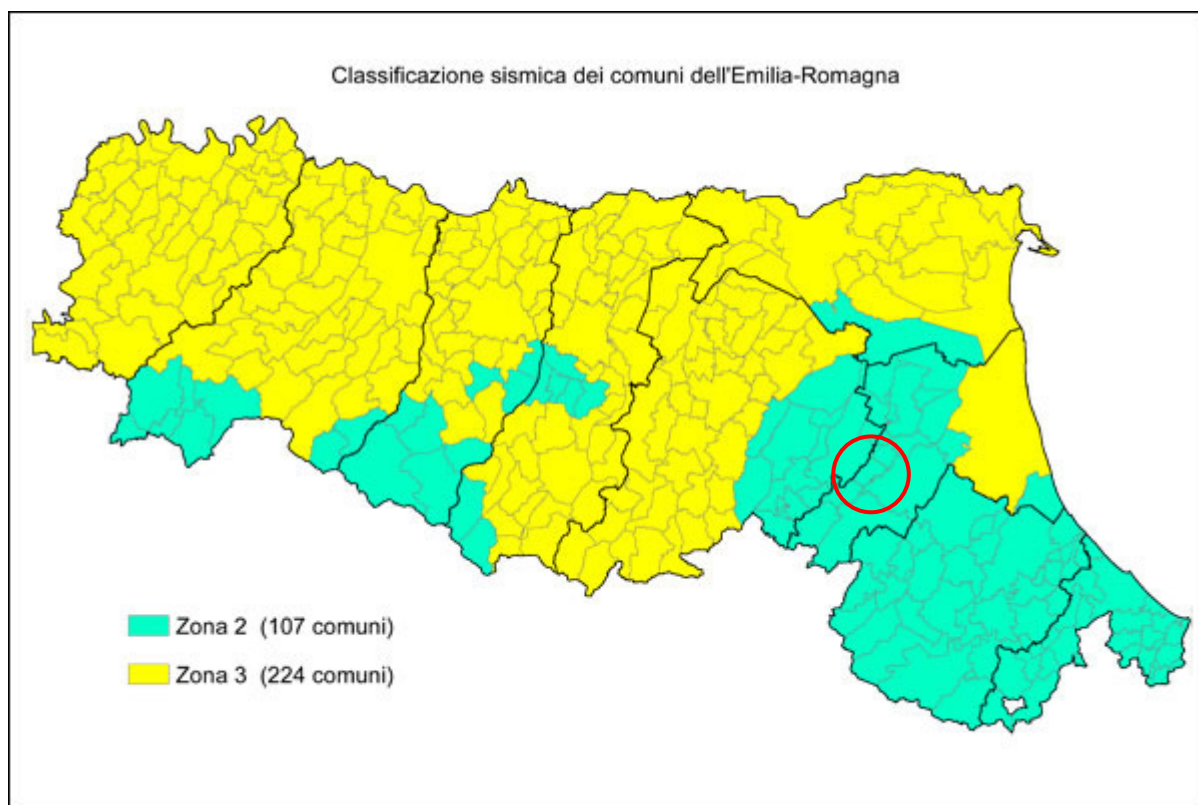 Classificazione sismica dei comuni dell'Emilia-Romagna
Zona 2 (107 comuni)
Zona 3 (224 comuni)